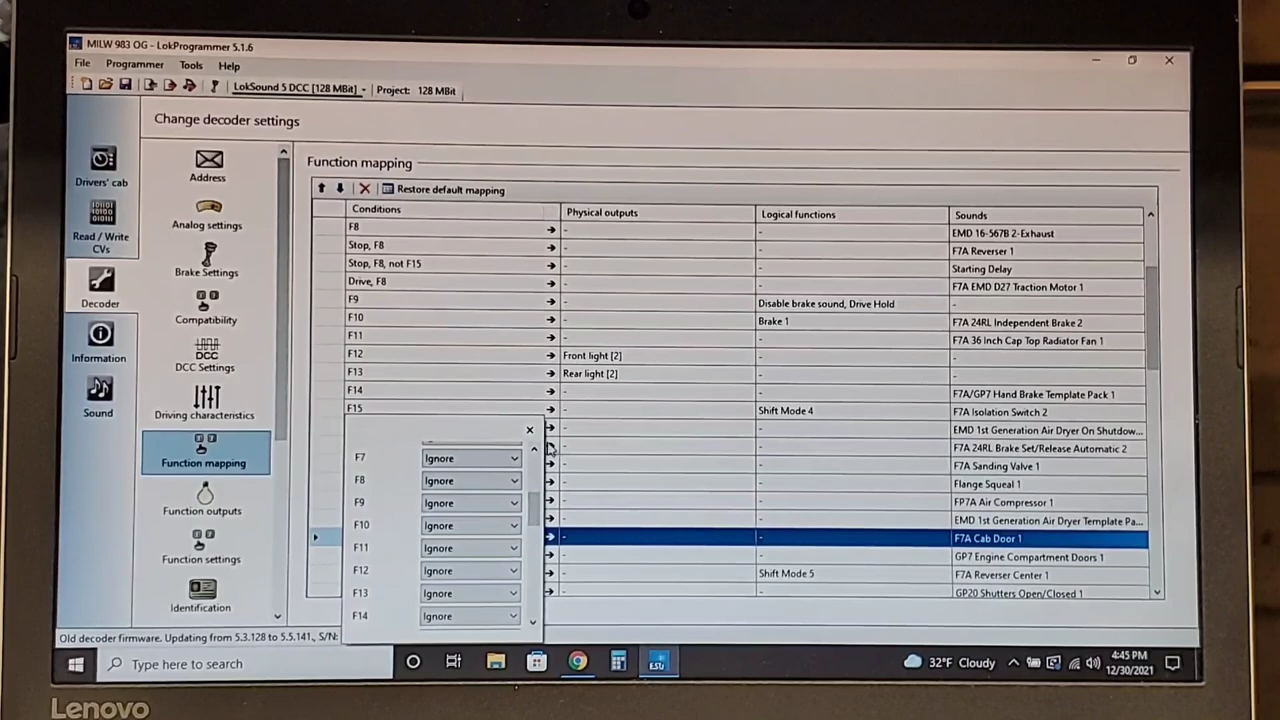 MILW 983 OG - LokProgrammer 5.1.6
File Programmer Tools Help
LokSound 5 DCC [128 MBit] Project: 128 MBit
Drivers' cab
Read / Write CVs
Decoder
Information
Sound
Change decoder settings
Address
Analog settings
Brake Settings
Compatibility
DCC
DCC Settings
Driving characteristics
Function mapping
Function outputs
Function settings
Identification
Function mapping
Restore default mapping
Conditions Physical outputs Logical functions Sounds
F8 - - EMD 16-567B 2-Exhaust
Stop, F8 - - F7A Reverser 1
Stop, F8, not F15 - - Starting Delay
Drive, F8 - - F7A EMD D27 Traction Motor 1
F9 - Disable brake sound, Drive Hold -
F10 - Brake 1 F7A 24RL Independent Brake 2
F11 - - F7A 36 Inch Cap Top Radiator Fan 1
F12 Front light [2] - -
F13 Rear light [2] - -
F14 - - F7A/GP7 Hand Brake Template Pack 1
F15 - Shift Mode 4 F7A Isolation Switch 2
- - EMD 1st Generation Air Dryer On Shutdow...
- - F7A 24RL Brake Set/Release Automatic 2
- - F7A Sanding Valve 1
- - Flange Squeal 1
- - FP7A Air Compressor 1
- - EMD 1st Generation Air Dryer Template Pa...
- - F7A Cab Door 1
- - GP7 Engine Compartment Doors 1
- Shift Mode 5 F7A Reverser Center 1
- - GP20 Shutters Open/Closed 1
F7 Ignore
F8 Ignore
F9 Ignore
F10 Ignore
F11 Ignore
F12 Ignore
F13 Ignore
F14 Ignore
Old decoder firmware. Updating from 5.3.128 to 5.5.141., S/N:
Type here to search
ESU
32°F Cloudy
4:45 PM
12/30/2021
Lenovo